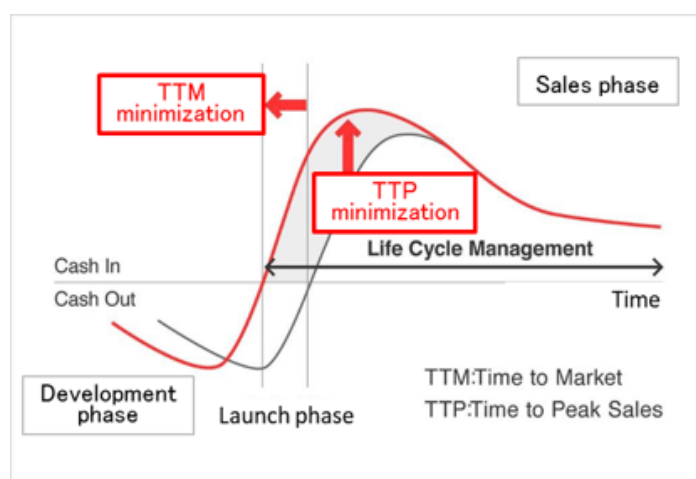 TTM
minimization
Sales phase
TTP
minimization
Life Cycle Management
Cash In
Cash Out
Time
Development
phase
Launch phase
TTM:Time to Market
TTP:Time to Peak Sales